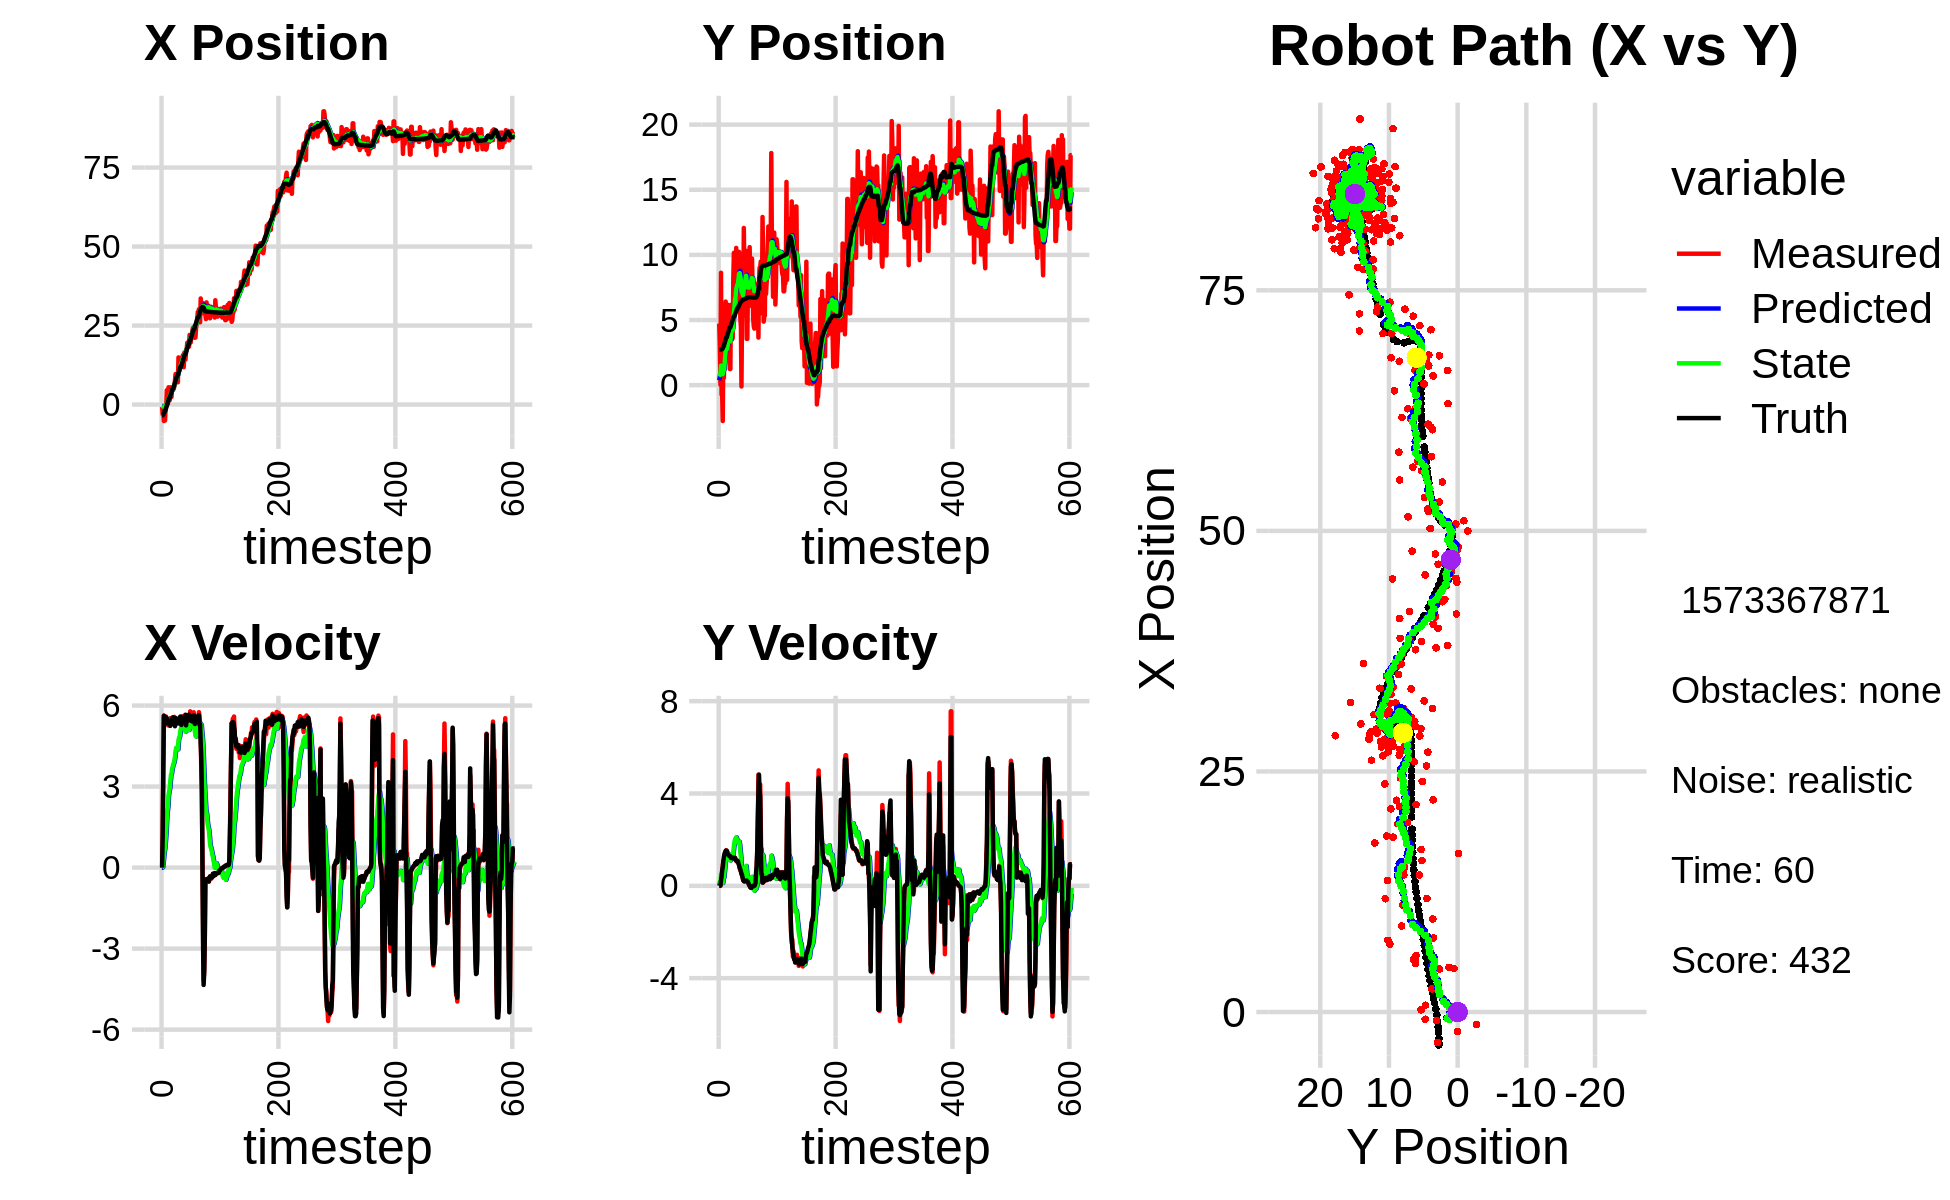 X Position
75
50
25
0
0
200
400
600
timestep
Y Position
20
15
10
5
0
0
200
400
600
timestep
X Velocity
6
3
0
-3
-6
0
200
400
600
timestep
Y Velocity
8
4
0
-4
0
200
400
600
timestep
Robot Path (X vs Y)
X Position
75
50
25
0
20 10 0 -10 -20
Y Position
variable
Measured
Predicted
State
Truth
1573367871
Obstacles: none
Noise: realistic
Time: 60
Score: 432